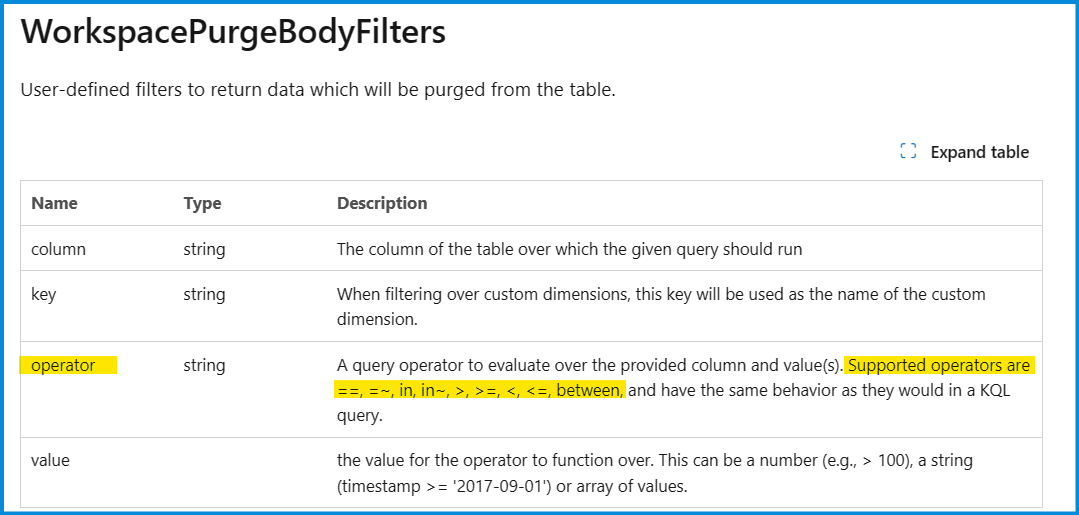 WorkspacePurgeBodyFilters
User-defined filters to return data which will be purged from the table.
Expand table
Name Type Description
column string The column of the table over which the given query should run
key string When filtering over custom dimensions, this key will be used as the name of the custom
dimension.
operator string A query operator to evaluate over the provided column and value(s). Supported operators are
==, =~, in, in~, >, >=, <, <=, between, and have the same behavior as they would in a KQL
query.
value the value for the operator to function over. This can be a number (e.g., > 100), a string
(timestamp >= '2017-09-01') or array of values.